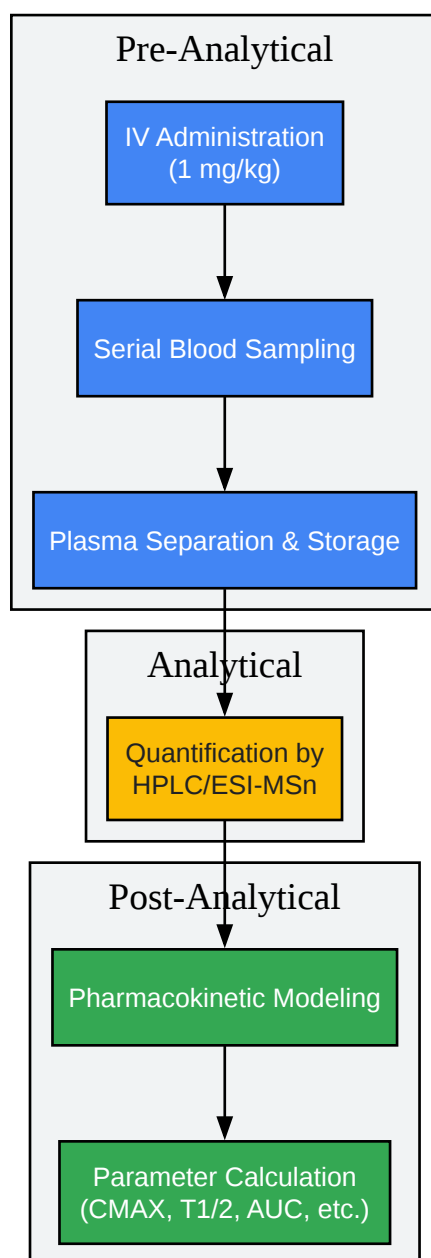 Pre-Analytical
IV Administration
(1 mg/kg)
Serial Blood Sampling
Plasma Separation & Storage
Analytical
Quantification by
HPLC/ESI-MSn
Post-Analytical
Pharmacokinetic Modeling
Parameter Calculation
(CMAX, T1/2, AUC, etc.)